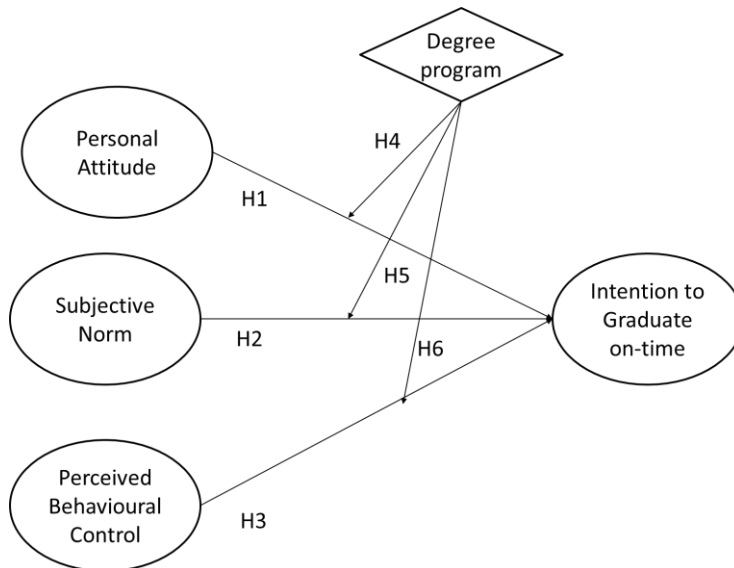 Degree
program
Personal
Attitude
H4
H1
H5
Subjective
Norm
Intention to
Graduate
on-time
H2
H6
Perceived
Behavioural
Control
H3